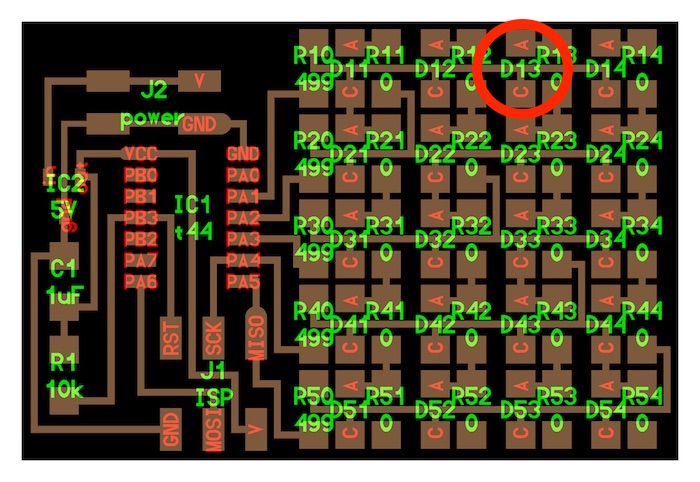 A A A A
R10 D11 R11 D12 R12 D13 R13 D14 R14
499 C 0 C 0 C 0 C 0
J2 V
power GND
VCC GND
PB0 PA0
PB1 PA1
PB3 PA2
PB2 PA3
PA7 PA4
PA6 PA5
IC2
5V
IC1
t44
A A A A
R20 D21 R21 D22 R22 D23 R23 D24 R24
499 C 0 C 0 C 0 C 0
A A A A
R30 D31 R31 D32 R32 D33 R33 D34 R34
499 C 0 C 0 C 0 C 0
C1
1uF
A A A A
R40 D41 R41 D42 R42 D43 R43 D44 R44
499 C 0 C 0 C 0 C 0
R1
10k
RST SCK MISO
J1
ISP
GND MOSI V
A A A A
R50 D51 R51 D52 R52 D53 R53 D54 R54
499 C 0 C 0 C 0 C 0